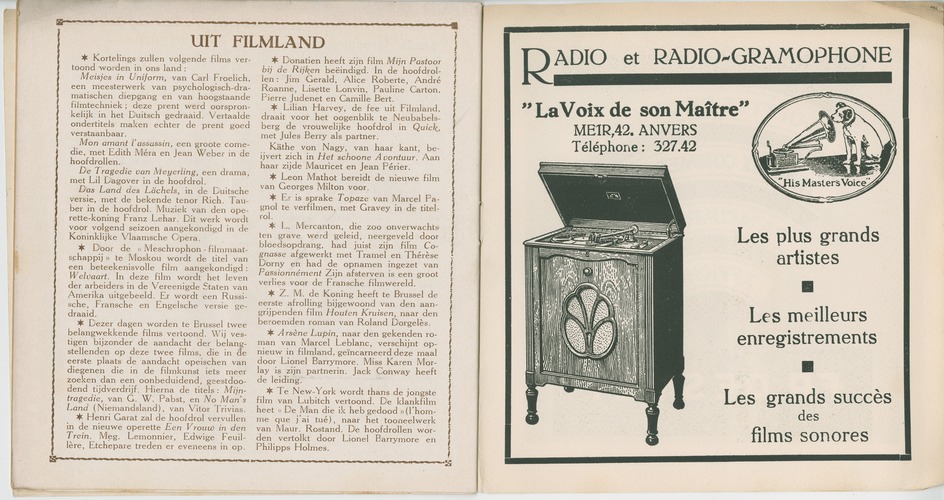 UIT FILMLAND
✶ Kortelings zullen volgende films ver-
toond worden in ons land :
Meisjes in Uniform, van Carl Froelich,
een meesterwerk van psychologisch-dra-
matischen diepgang en van hoogstaande
filmtechniek ; deze prent werd oorspron-
kelijk in het Duitsch gedraaid. Vertaalde
ondertitels maken echter de prent goed
verstaanbaar.
Mon amant l'assassin, een groote come-
die, met Edith Méra en Jean Weber in de
hoofdrollen.
De Tragedie van Meyerling, een drama,
met Lil Dagover in de hoofdrol.
Das Land des Lächels, in de Duitsche
versie, met de bekende tenor Rich. Tau-
ber in de hoofdrol. Muziek van den ope-
rette-koning Franz Lehar. Dit werk wordt
voor volgend seizoen aangekondigd in de
Koninklijke Vlaamsche Opera.
✶ Door de « Meschrophon-filmmaat-
schappij » te Moskou wordt de titel van
een beteekenisvolle film aangekondigd :
Welvaart. In deze film wordt het leven
der arbeiders in de Vereenigde Staten van
Amerika uitgebeeld. Er wordt een Russi-
sche, Fransche en Engelsche versie ge-
draaid.
✶ Dezer dagen worden te Brussel twee
belangwekkende films vertoond. Wij ves-
tigen bijzonder de aandacht der belang-
stellenden op deze twee films, die in de
eerste plaats de aandacht opeischen van
diegenen die in de filmkunst iets meer
zoeken dan een onbeduidend, geestdoo-
dend tijdverdrijf. Hierna de titels : Mijn-
tragedie, van G. W. Pabst, en No Man's
Land (Niemandsland), van Vitor Trivias.
✶ Henri Garat zal de hoofdrol vervullen
in de nieuwe operette Een Vrouw in den
Trein. Meg. Lemonnier, Edwige Feuil-
lère, Etchepare treden er eveneens in op.
✶ Donatien heeft zijn film Mijn Pastoor
bij de Rijken beëindigd. In de hoofdrol-
len : Jim Gerald, Alice Roberte, André
Roanne, Lisette Lonvin, Pauline Carton,
Pierre Judenet en Camille Bert.
✶ Lilian Harvey, de fee uit Filmland,
draait voor het oogenblik te Neubabels-
berg de vrouwelijke hoofdrol in Quick,
met Jules Berry als partner.
Käthe von Nagy, van haar kant, be-
ijvert zich in Het schoone Avontuur. Aan
haar zijde Mauricet en Jean Périer.
✶ Leon Mathot bereidt de nieuwe film
van Georges Milton voor.
✶ Er is sprake Topaze van Marcel Pa-
gnol te verfilmen, met Gravey in de titel-
rol.
✶ L. Mercanton, die zoo onverwachts
ten grave werd geleid, neergeveld door
bloedsopdrang, had juist zijn film Co-
gnasse afgewerkt met Tramel en Thérèse
Dorny en had de opnamen ingezet van
Passionnément Zijn afsterven is een groot
verlies voor de Fransche filmwereld.
✶ Z. M. de Koning heeft te Brussel de
eerste afrolling bijgewoond van den aan-
grijpenden film Houten Kruisen, naar den
beroemden roman van Roland Dorgelès.
✶ Arsène Lupin, naar den gekenden ro-
man van Marcel Leblanc, verschijnt op-
nieuw in filmland, geïncarneerd deze maal
door Lionel Barrymore. Miss Karen Mor-
lay is zijn partnerin. Jack Conway heeft
de leiding.
✶ Te New-York wordt thans de jongste
film van Lubitch vertoond. De klankfilm
heet « De Man die ik heb gedood » (l'hom-
me que j'ai tué), naar het tooneelwerk
van Maur. Rostand. De hoofdrollen wor-
den vertolkt door Lionel Barrymore en
Philipps Holmes.
RADIO et RADIO-GRAMOPHONE
"La Voix de son Maître"
MEIR, 42. ANVERS
Téléphone : 327.42
"His Master's Voice"
Les plus grands
artistes
Les meilleurs
enregistrements
Les grands succès
des
films sonores